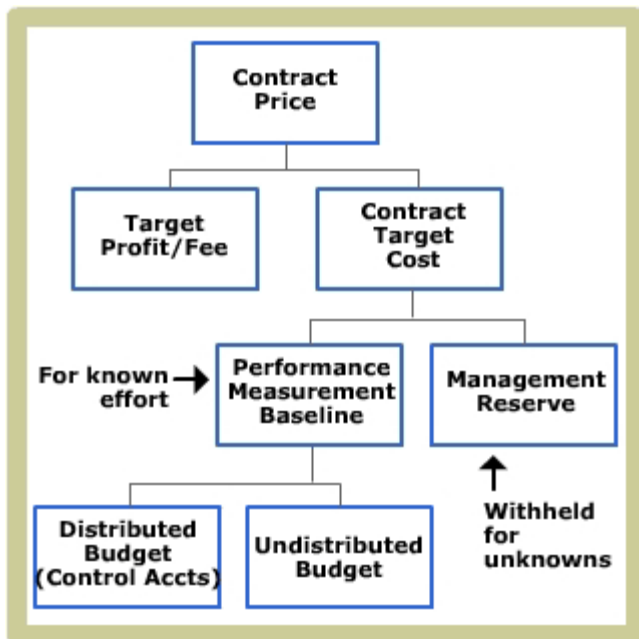 Contract
Price
Target
Profit/Fee
Contract
Target
Cost
For known
effort
Performance
Measurement
Baseline
Management
Reserve
Distributed
Budget
(Control Accts)
Undistributed
Budget
Withheld
for
unknowns